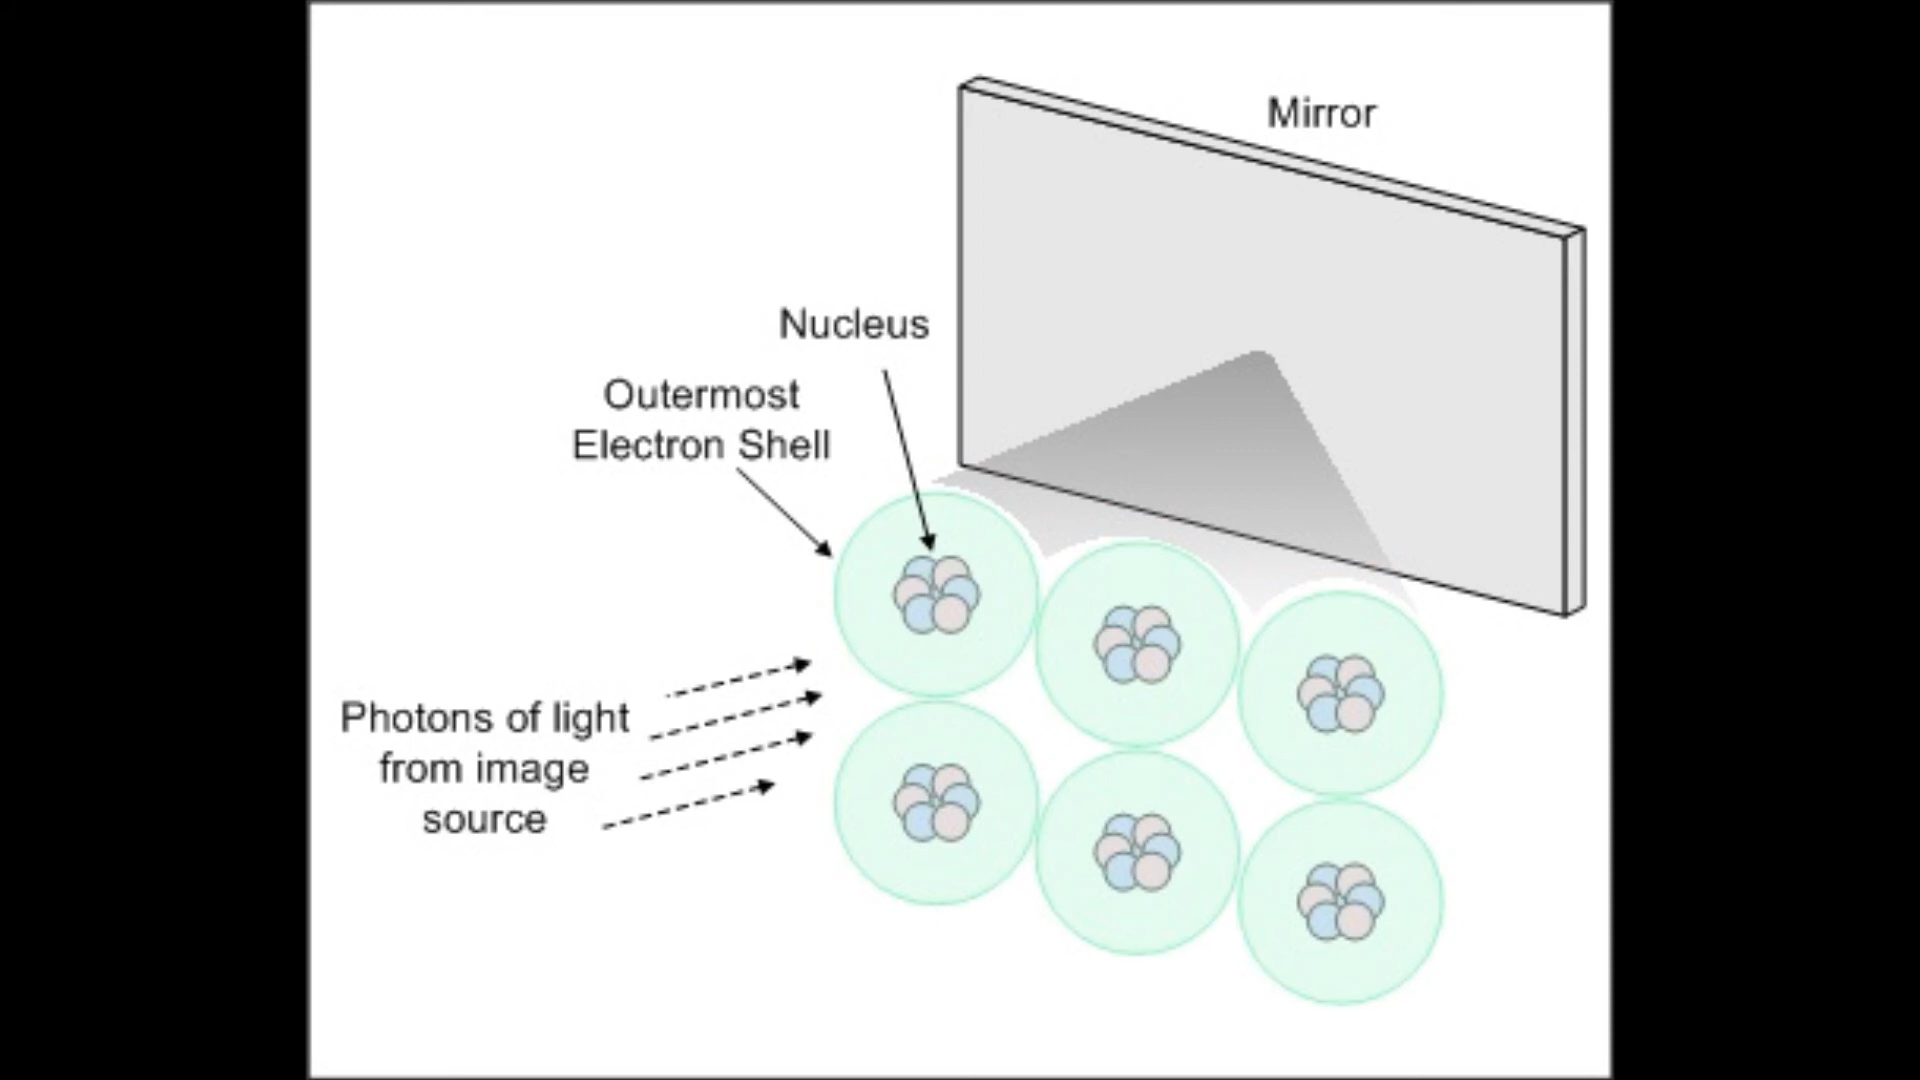 Mirror
Nucleus
Outermost
Electron Shell
Photons of light
from image
source